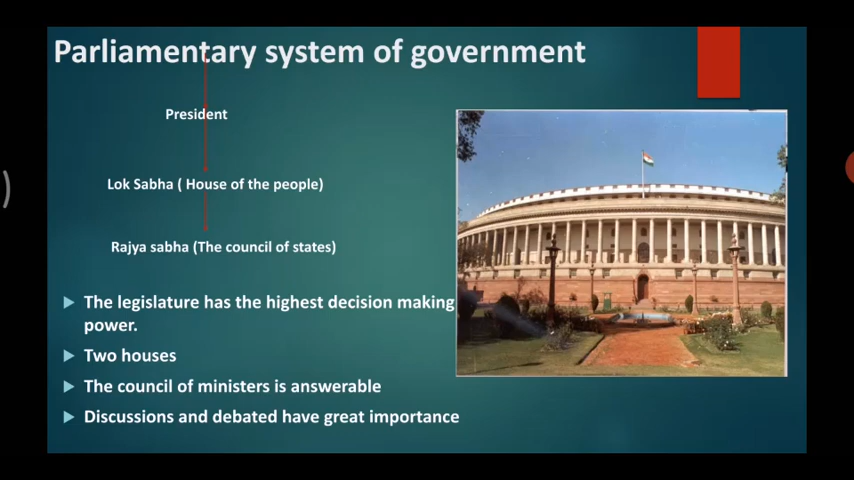 Parliamentary system of government
President
Lok Sabha ( House of the people)
Rajya sabha (The council of states)
The legislature has the highest decision making
power.
Two houses
The council of ministers is answerable
Discussions and debated have great importance